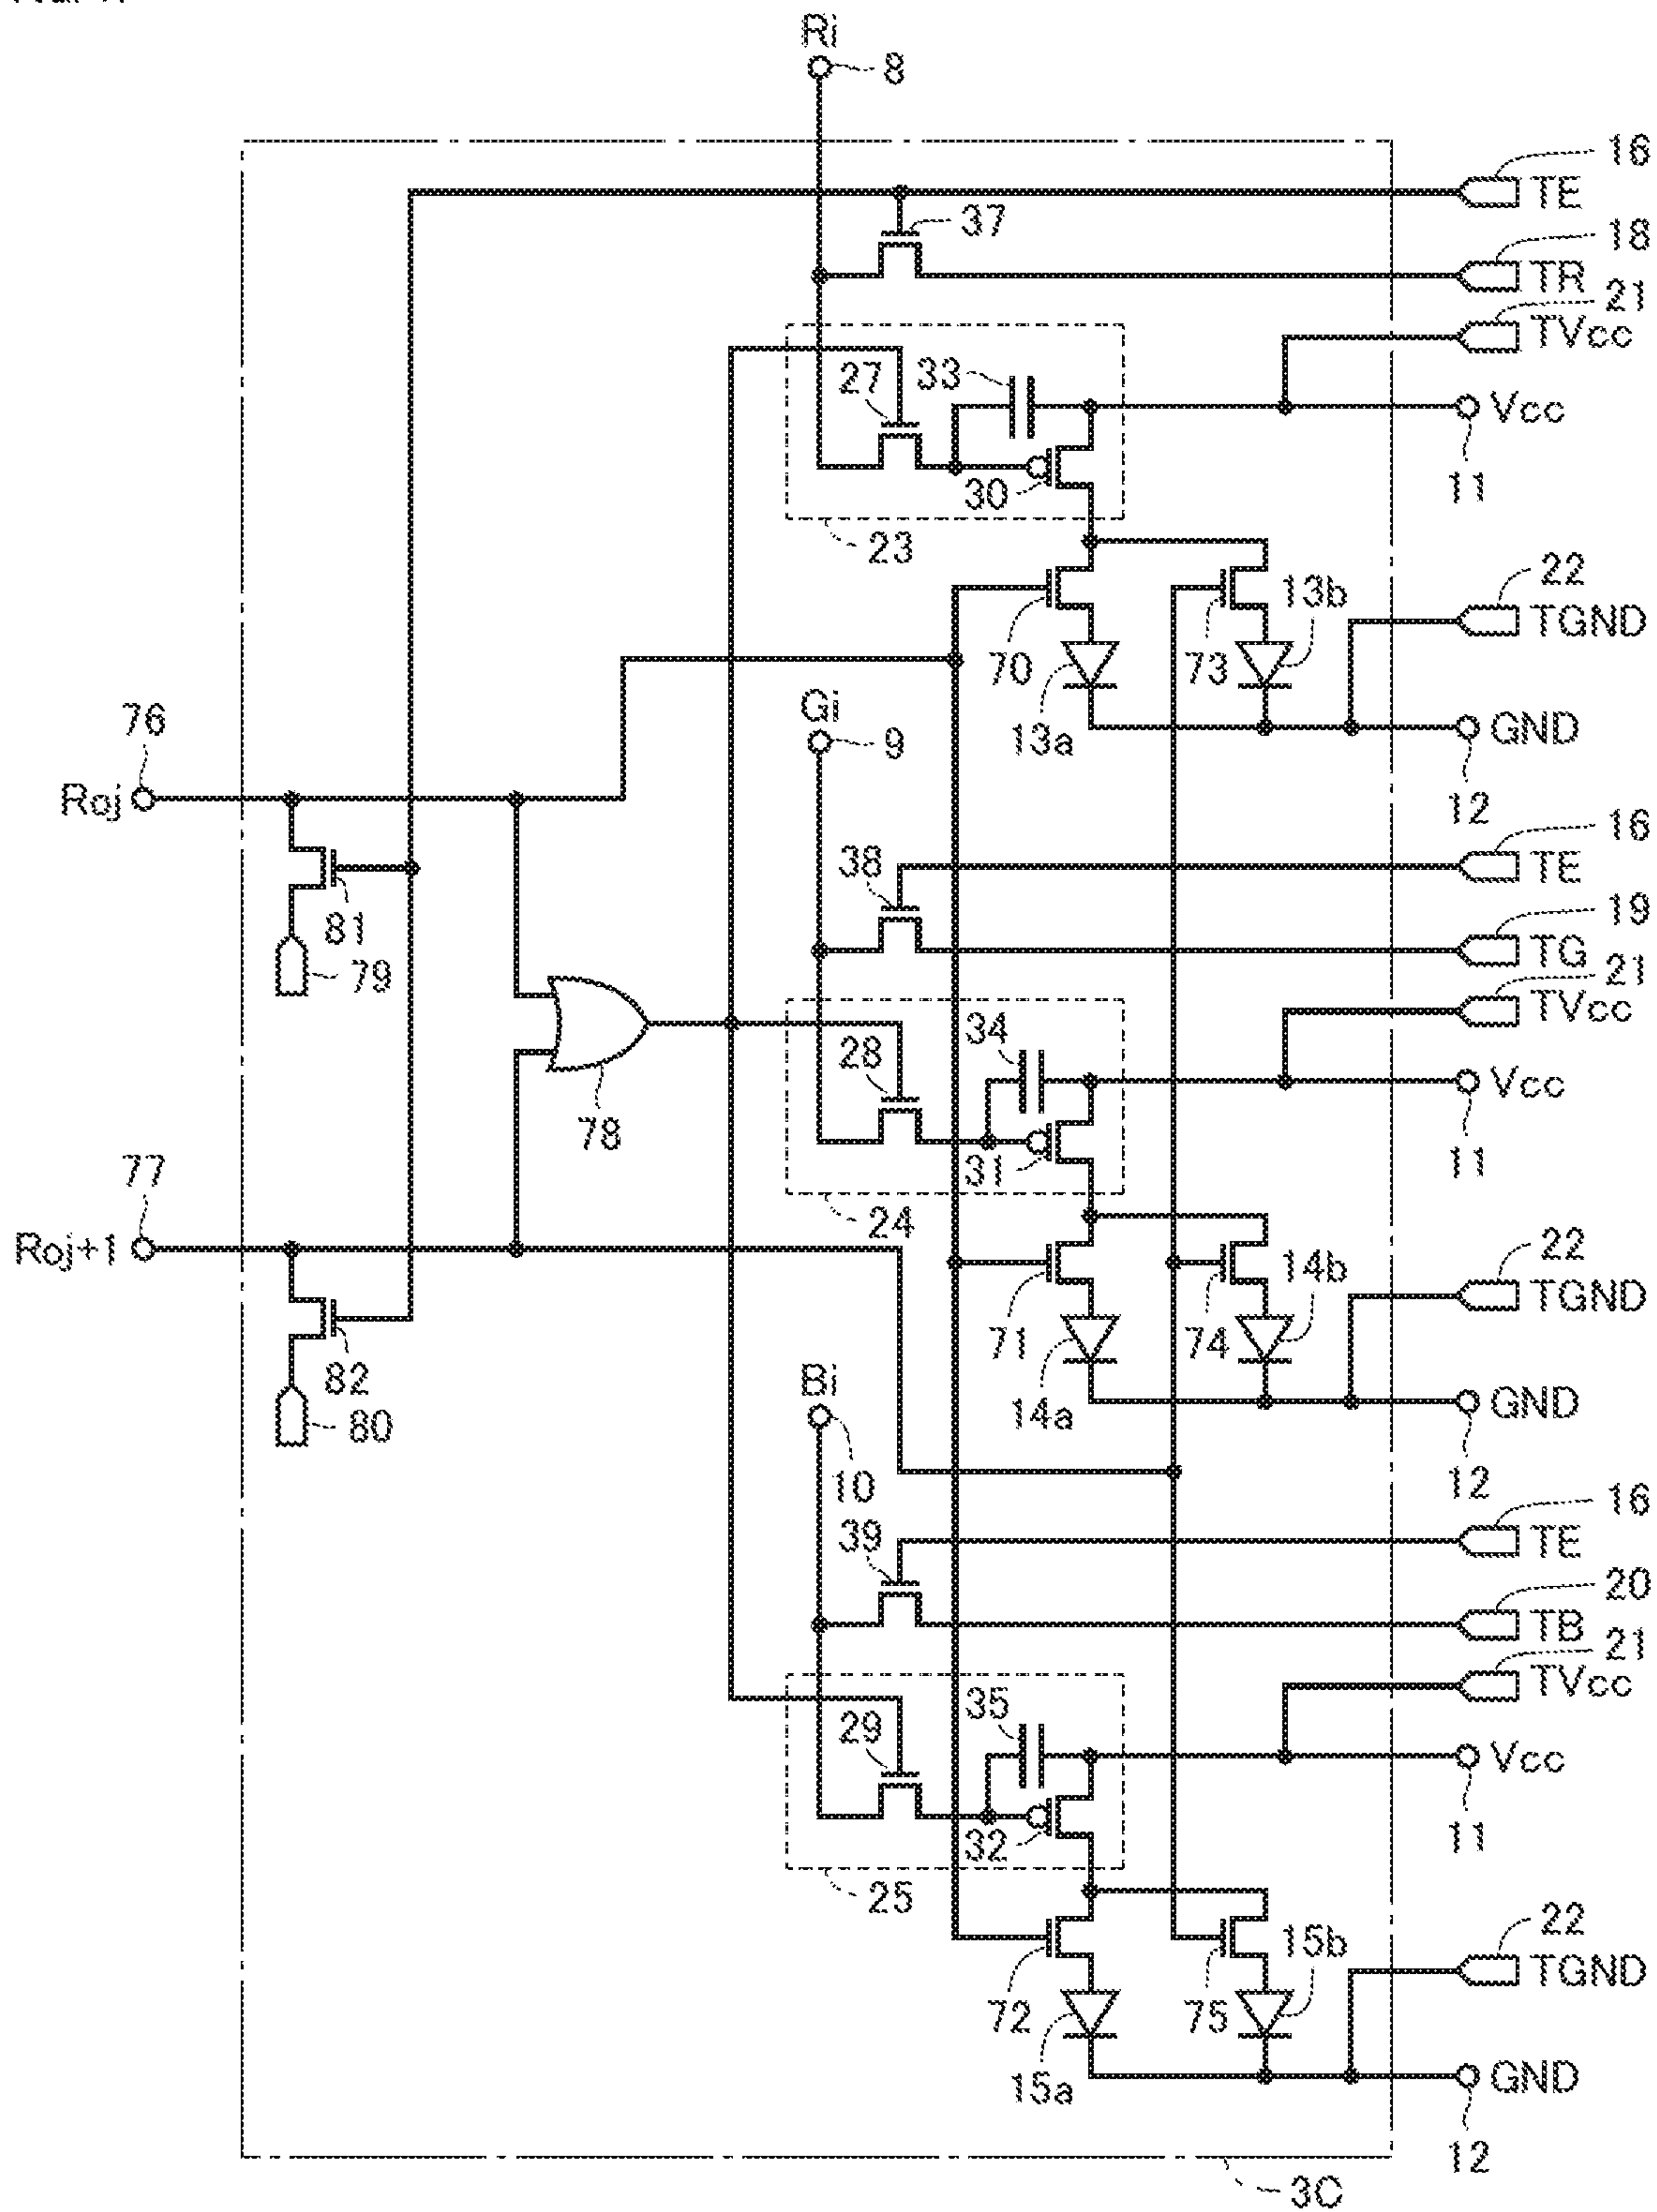 Ri
8
16
TE
37
18
TR
21
TVcc
27
33
Vcc
30
11
23
22
13b
TGND
70
73
76
Gi
13a
9
GND
Roj
12
16
38
TE
81
19
79
TG
21
TVcc
34
28
Vcc
78
77
31
11
24
Roj+1
22
14b
TGND
71
74
82
Bi
14a
GND
80
10
12
16
39
TE
20
TB
21
TVcc
35
29
Vcc
32
11
25
22
15b
TGND
72
75
15a
GND
12
3C